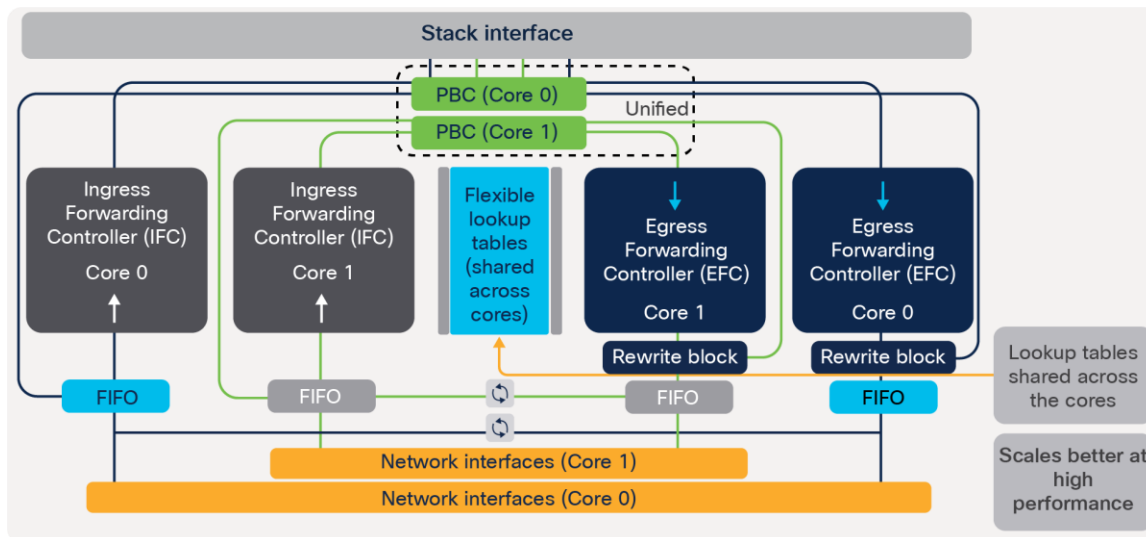 Stack interface
PBC (Core 0)
Unified
PBC (Core 1)
Ingress
Forwarding
Controller (IFC)
Core 0
Ingress
Forwarding
Controller (IFC)
Core 1
Flexible
lookup
tables
(shared
across
cores)
Egress
Forwarding
Controller (EFC)
Core 1
Egress
Forwarding
Controller (EFC)
Core 0
Rewrite block
Rewrite block
Lookup tables
shared across
the cores
FIFO
FIFO
FIFO
FIFO
Network interfaces (Core 1)
Network interfaces (Core 0)
Scales better at
high
performance